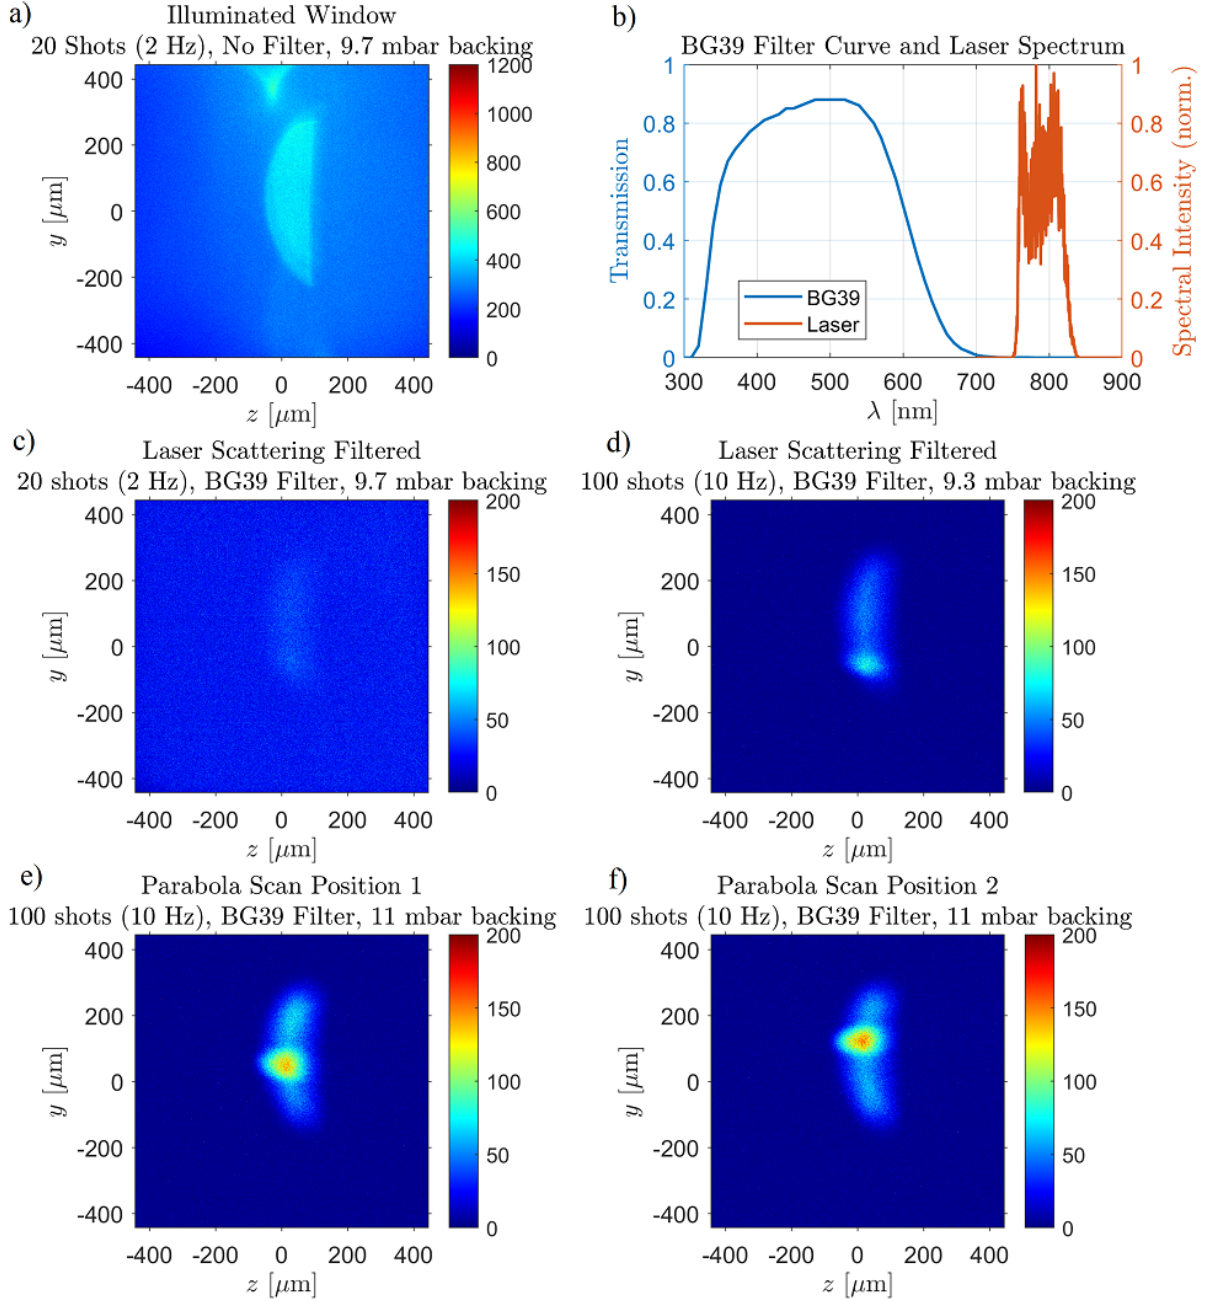 a)
Illuminated Window
20 Shots (2 Hz), No Filter, 9.7 mbar backing
400
200
0
-200
-400
y [μm]
-400 -200 0 200 400
z [μm]
1200
1000
800
600
400
200
0
b)
BG39 Filter Curve and Laser Spectrum
1
0.8
0.6
0.4
0.2
0
Transmission
BG39
Laser
300 400 500 600 700 800 900
λ [nm]
1
0.8
0.6
0.4
0.2
0
Spectral Intensity (norm.)
c)
Laser Scattering Filtered
20 shots (2 Hz), BG39 Filter, 9.7 mbar backing
400
200
0
-200
-400
y [μm]
-400 -200 0 200 400
z [μm]
200
150
100
50
0
d)
Laser Scattering Filtered
100 shots (10 Hz), BG39 Filter, 9.3 mbar backing
400
200
0
-200
-400
y [μm]
-400 -200 0 200 400
z [μm]
200
150
100
50
0
e)
Parabola Scan Position 1
100 shots (10 Hz), BG39 Filter, 11 mbar backing
400
200
0
-200
-400
y [μm]
-400 -200 0 200 400
z [μm]
200
150
100
50
0
f)
Parabola Scan Position 2
100 shots (10 Hz), BG39 Filter, 11 mbar backing
400
200
0
-200
-400
y [μm]
-400 -200 0 200 400
z [μm]
200
150
100
50
0